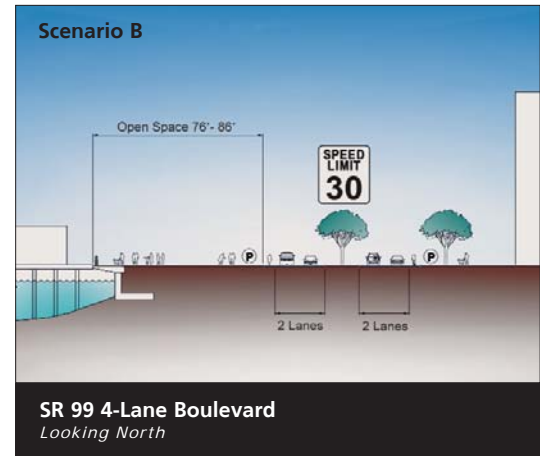 Scenario B
Open Space 76'- 86'
SPEED
LIMIT
30
P
P
2 Lanes
2 Lanes
SR 99 4-Lane Boulevard
Looking North